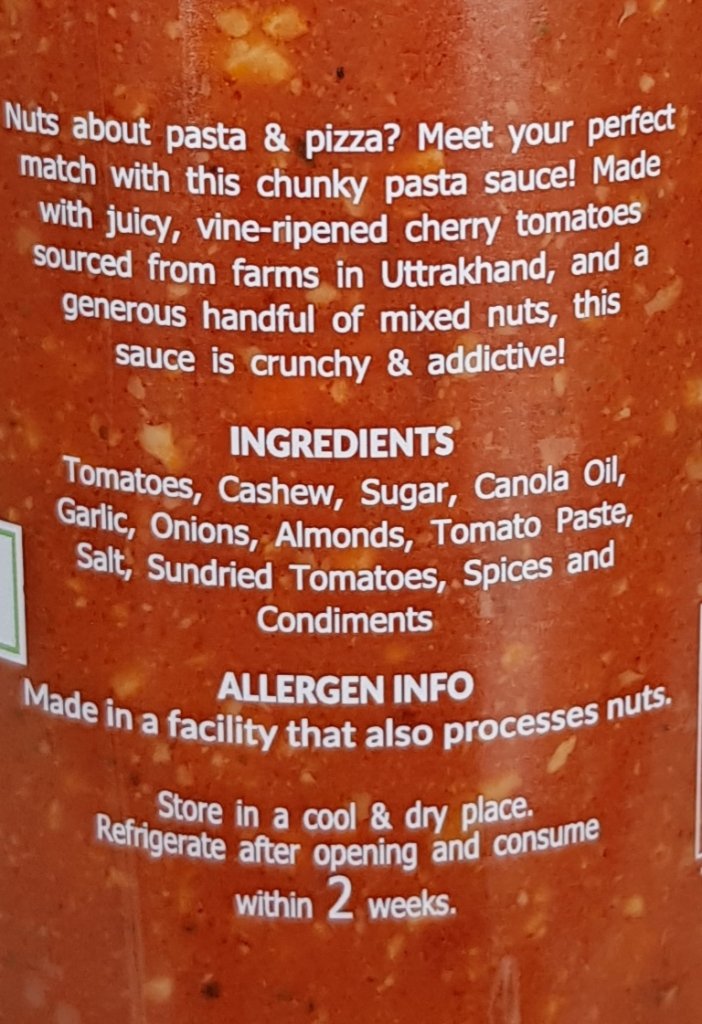 Nuts about pasta & pizza? Meet your perfect
match with this chunky pasta sauce! Made
with juicy, vine-ripened cherry tomatoes
sourced from farms in Uttrakhand, and a
generous handful of mixed nuts, this
sauce is crunchy & addictive!
INGREDIENTS
Tomatoes, Cashew, Sugar, Canola Oil,
Garlic, Onions, Almonds, Tomato Paste,
Salt, Sundried Tomatoes, Spices and
Condiments
ALLERGEN INFO
Made in a facility that also processes nuts.
Store in a cool & dry place.
Refrigerate after opening and consume
within 2 weeks.